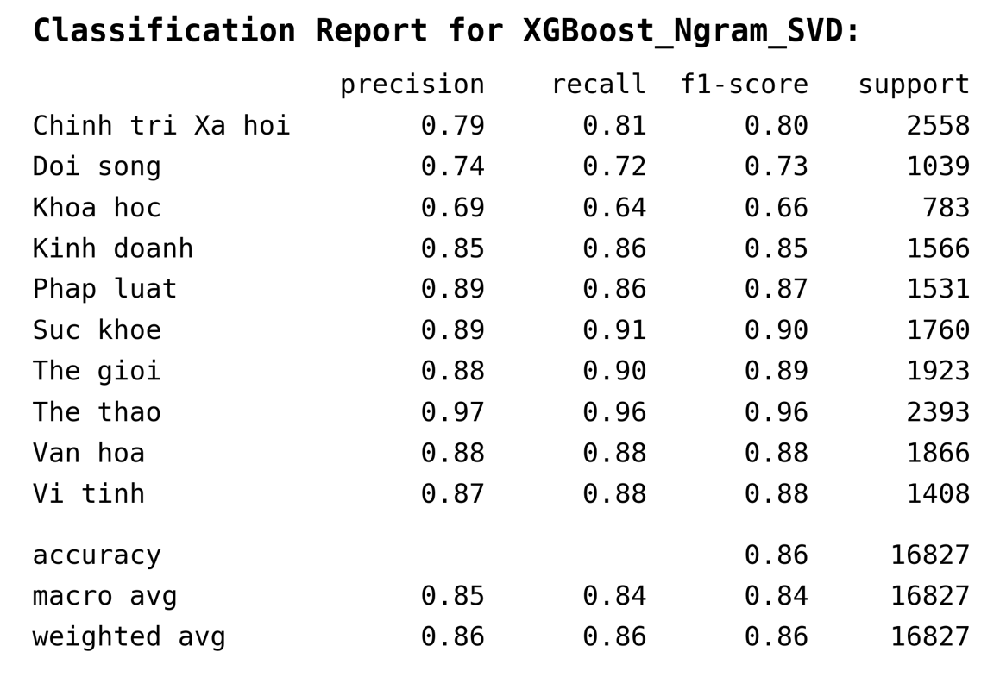 Classification Report for XGBoost_Ngram_SVD:
precision recall f1-score support
Chinh tri Xa hoi 0.79 0.81 0.80 2558
Doi song 0.74 0.72 0.73 1039
Khoa hoc 0.69 0.64 0.66 783
Kinh doanh 0.85 0.86 0.85 1566
Phap luat 0.89 0.86 0.87 1531
Suc khoe 0.89 0.91 0.90 1760
The gioi 0.88 0.90 0.89 1923
The thao 0.97 0.96 0.96 2393
Van hoa 0.88 0.88 0.88 1866
Vi tinh 0.87 0.88 0.88 1408
accuracy 0.86 16827
macro avg 0.85 0.84 0.84 16827
weighted avg 0.86 0.86 0.86 16827